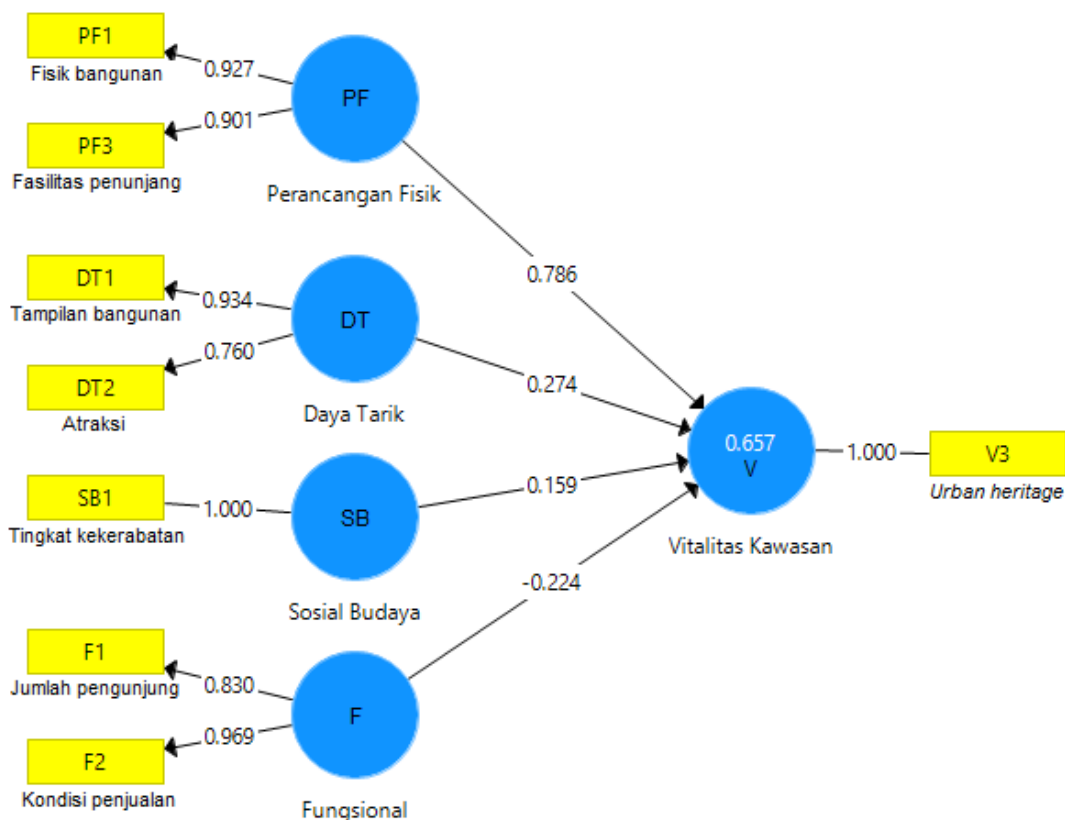 PF1
Fisik bangunan
0.927
PF
0.901
PF3
Fasilitas penunjang
Perancangan Fisik
0.786
DT1
Tampilan bangunan
0.934
DT
0.760
DT2
Atraksi
Daya Tarik
0.274
0.657
V
1.000
V3
Urban heritage
Vitalitas Kawasan
SB1
Tingkat kekerabatan
1.000
SB
0.159
Sosial Budaya
-0.224
F1
Jumlah pengunjung
0.830
F
0.969
F2
Kondisi penjualan
Fungsional